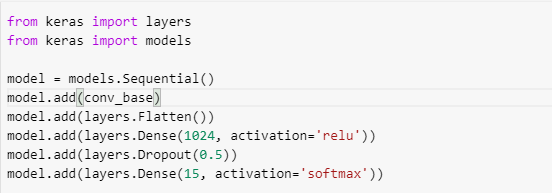 from keras import layers
from keras import models
model = models.Sequential()
model.add(conv_base)
model.add(layers.Flatten())
model.add(layers.Dense(1024, activation='relu'))
model.add(layers.Dropout(0.5))
model.add(layers.Dense(15, activation='softmax'))